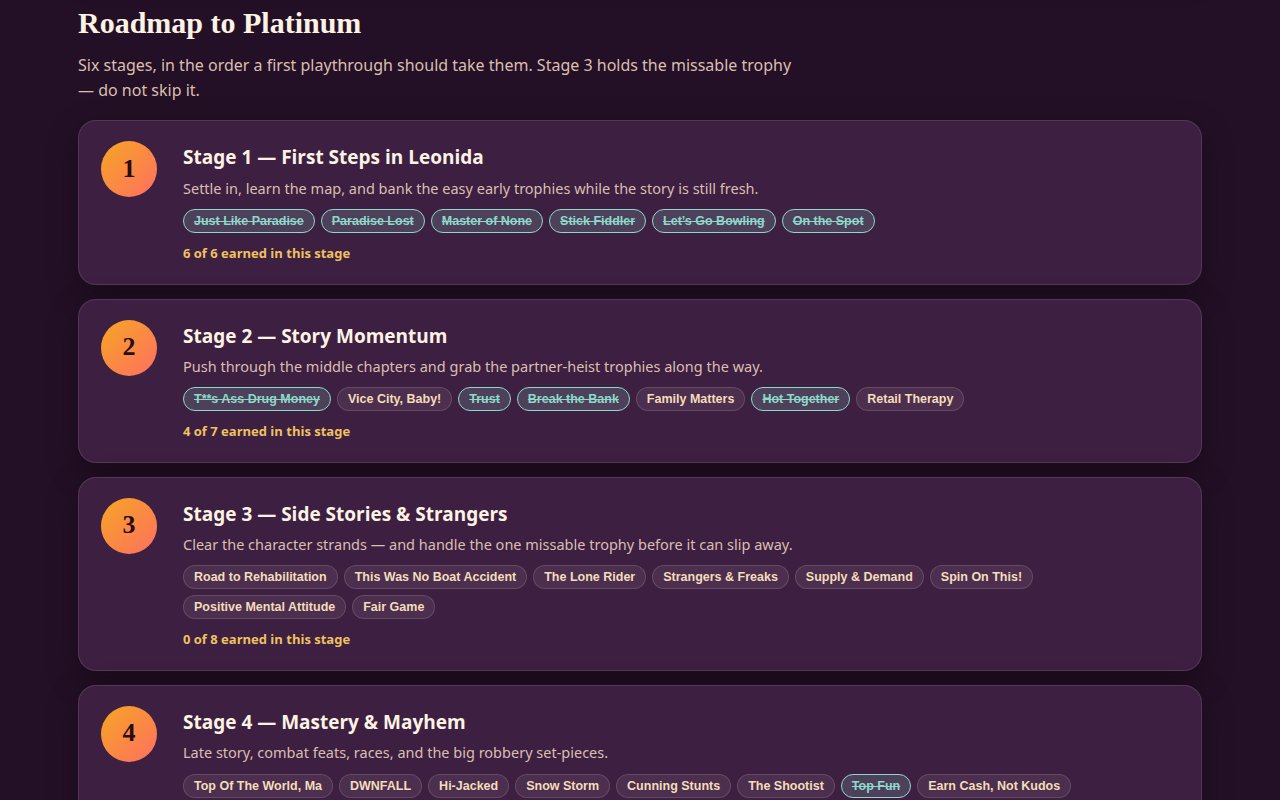 Roadmap to Platinum
Six stages, in the order a first playthrough should take them. Stage 3 holds the missable trophy
— do not skip it.
1
Stage 1 — First Steps in Leonida
Settle in, learn the map, and bank the easy early trophies while the story is still fresh.
Just Like Paradise Paradise Lost Master of None Stick Fiddler Let's Go Bowling On the Spot
6 of 6 earned in this stage
2
Stage 2 — Story Momentum
Push through the middle chapters and grab the partner-heist trophies along the way.
T**s Ass Drug Money Vice City, Baby! Trust Break the Bank Family Matters Hot Together Retail Therapy
4 of 7 earned in this stage
3
Stage 3 — Side Stories & Strangers
Clear the character strands — and handle the one missable trophy before it can slip away.
Road to Rehabilitation This Was No Boat Accident The Lone Rider Strangers & Freaks Supply & Demand Spin On This!
Positive Mental Attitude Fair Game
0 of 8 earned in this stage
4
Stage 4 — Mastery & Mayhem
Late story, combat feats, races, and the big robbery set-pieces.
Top Of The World, Ma DWNFALL Hi-Jacked Snow Storm Cunning Stunts The Shootist Top Fun Earn Cash, Not Kudos